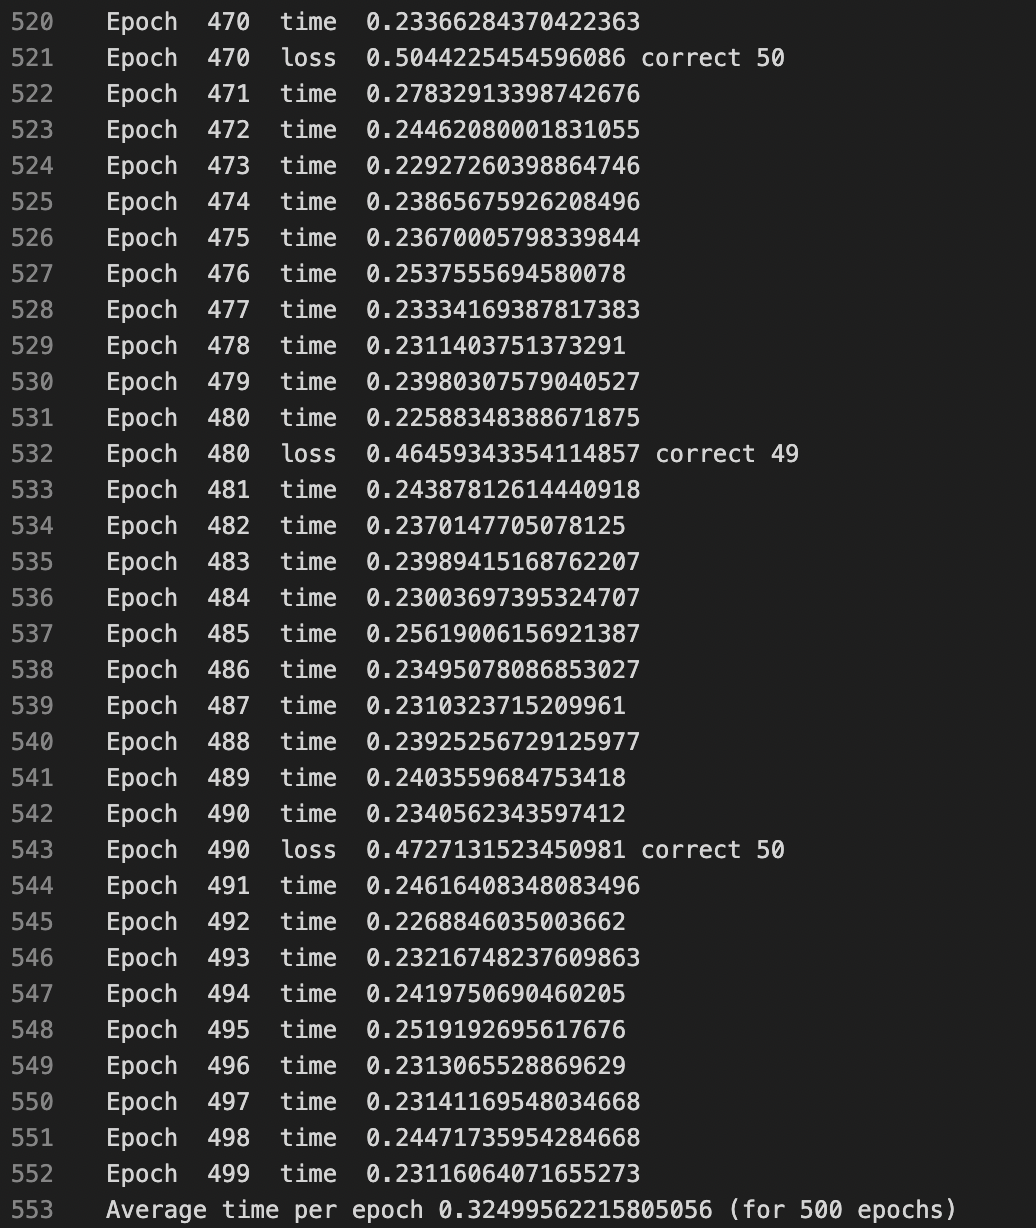 520 Epoch 470 time 0.23366284370422363
521 Epoch 470 loss 0.5044225454596086 correct 50
522 Epoch 471 time 0.27832913398742676
523 Epoch 472 time 0.24462080001831055
524 Epoch 473 time 0.22927260398864746
525 Epoch 474 time 0.23865675926208496
526 Epoch 475 time 0.23670005798339844
527 Epoch 476 time 0.2537555694580078
528 Epoch 477 time 0.23334169387817383
529 Epoch 478 time 0.2311403751373291
530 Epoch 479 time 0.23980307579040527
531 Epoch 480 time 0.22588348388671875
532 Epoch 480 loss 0.46459343354114857 correct 49
533 Epoch 481 time 0.24387812614440918
534 Epoch 482 time 0.2370147705078125
535 Epoch 483 time 0.23989415168762207
536 Epoch 484 time 0.23003697395324707
537 Epoch 485 time 0.25619006156921387
538 Epoch 486 time 0.23495078086853027
539 Epoch 487 time 0.2310323715209961
540 Epoch 488 time 0.23925256729125977
541 Epoch 489 time 0.2403559684753418
542 Epoch 490 time 0.2340562343597412
543 Epoch 490 loss 0.4727131523450981 correct 50
544 Epoch 491 time 0.24616408348083496
545 Epoch 492 time 0.2268846035003662
546 Epoch 493 time 0.23216748237609863
547 Epoch 494 time 0.2419750690460205
548 Epoch 495 time 0.2519192695617676
549 Epoch 496 time 0.2313065528869629
550 Epoch 497 time 0.23141169548034668
551 Epoch 498 time 0.24471735954284668
552 Epoch 499 time 0.23116064071655273
553 Average time per epoch 0.32499562215805056 (for 500 epochs)